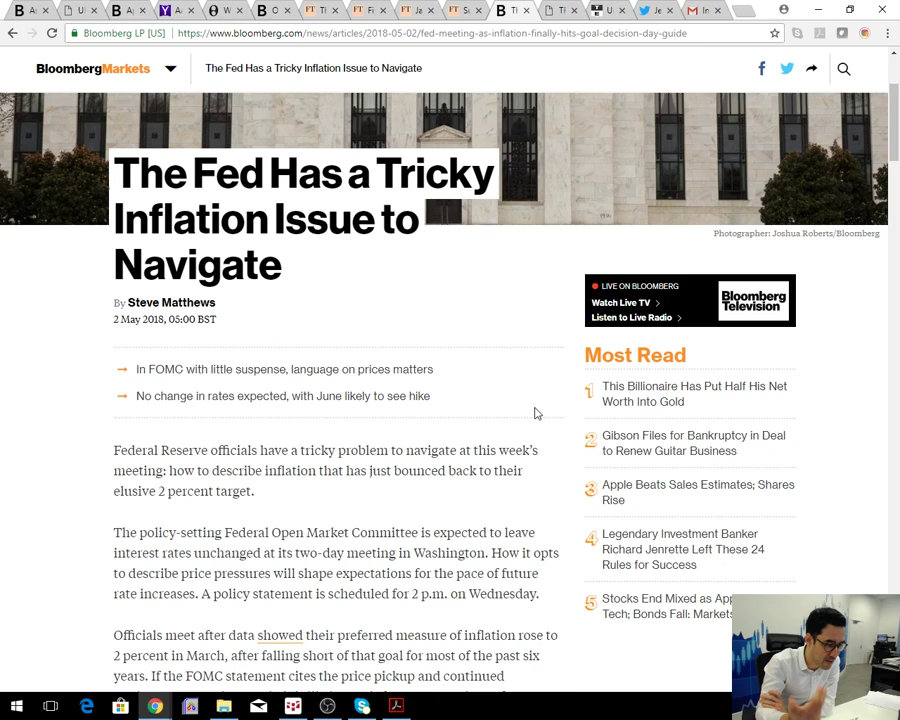 B A
U
B A
Y A
W
B O
FT Tl
FT Fi
FT Ja
FT S
B Tl
Tl
U
Je
In
Bloomberg LP [US] https://www.bloomberg.com/news/articles/2018-05-02/fed-meeting-as-inflation-finally-hits-goal-decision-day-guide
BloombergMarkets The Fed Has a Tricky Inflation Issue to Navigate
The Fed Has a Tricky
Inflation Issue to
Navigate
Photographer: Joshua Roberts/Bloomberg
By Steve Matthews
2 May 2018, 05:00 BST
In FOMC with little suspense, language on prices matters
No change in rates expected, with June likely to see hike
Federal Reserve officials have a tricky problem to navigate at this week's
meeting: how to describe inflation that has just bounced back to their
elusive 2 percent target.
The policy-setting Federal Open Market Committee is expected to leave
interest rates unchanged at its two-day meeting in Washington. How it opts
to describe price pressures will shape expectations for the pace of future
rate increases. A policy statement is scheduled for 2 p.m. on Wednesday.
Officials meet after data showed their preferred measure of inflation rose to
2 percent in March, after falling short of that goal for most of the past six
years. If the FOMC statement cites the price pickup and continued
LIVE ON BLOOMBERG
Watch Live TV
Listen to Live Radio
Bloomberg
Television
Most Read
1 This Billionaire Has Put Half His Net
Worth Into Gold
2 Gibson Files for Bankruptcy in Deal
to Renew Guitar Business
3 Apple Beats Sales Estimates; Shares
Rise
4 Legendary Investment Banker
Richard Jenrette Left These 24
Rules for Success
5 Stocks End Mixed as
Tech; Bonds Fall: Markets